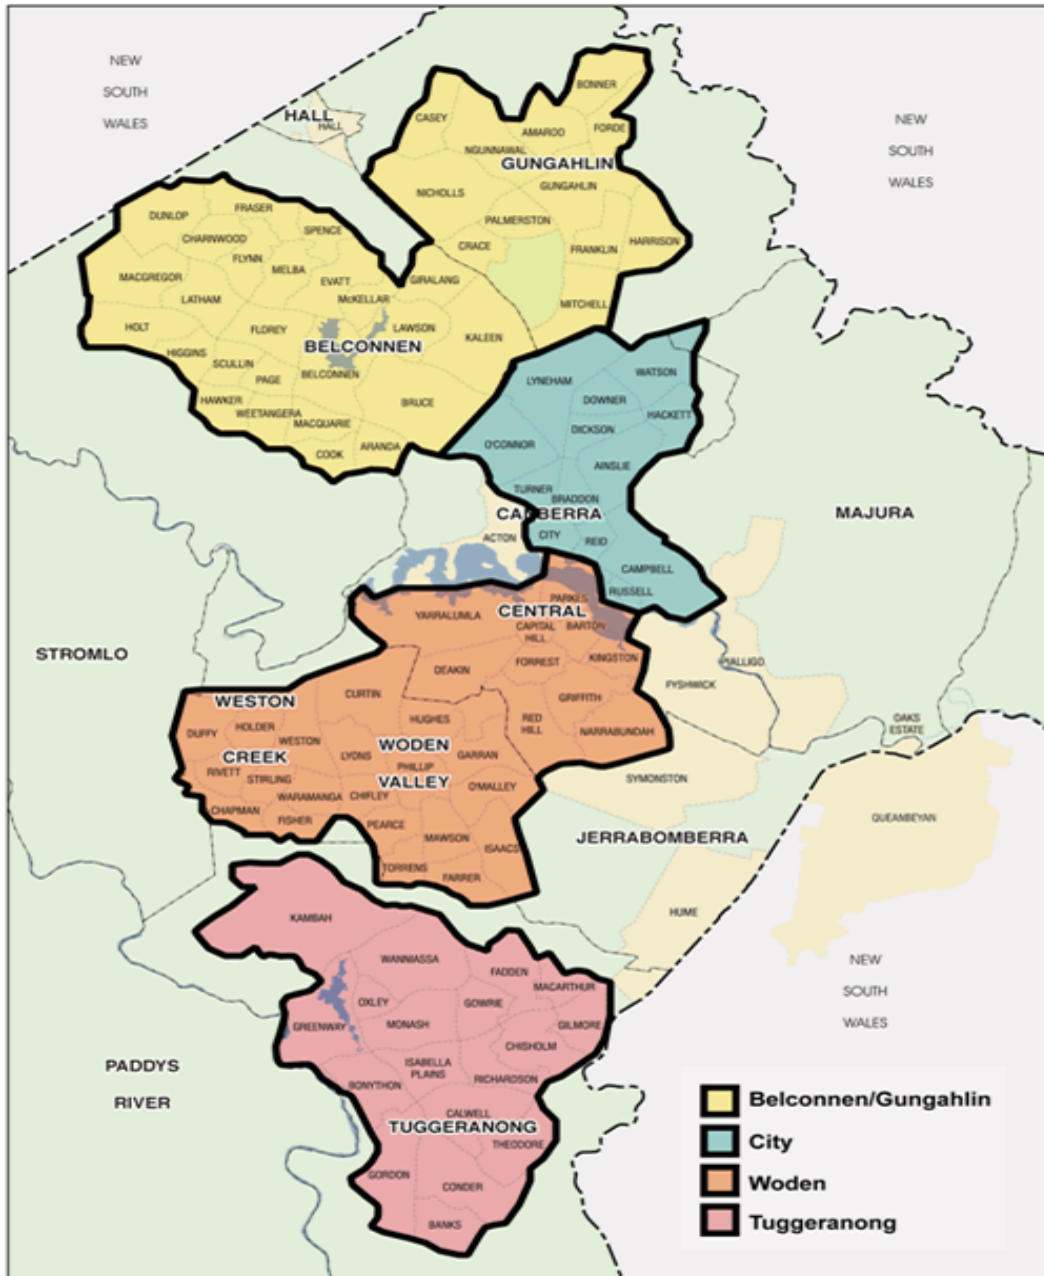 NEW
SOUTH
WALES
HALL
HALL
BONNER
CASEY
AMAROO
FORDE
NGUNNAWAL
GUNGAHLIN
NICHOLLS
GUNGAHLIN
PALMERSTON
CRACE
FRANKLIN
HARRISON
MITCHELL
NEW
SOUTH
WALES
DUNLOP
FRASER
SPENCE
CHARNWOOD
FLYNN
MELBA
MACGREGOR
EVATT
GIRALANG
McKELLAR
LATHAM
HOLT
FLOREY
LAWSON
KALEEN
BELCONNEN
HIGGINS
SCULLIN
PAGE
BELCONNEN
HAWKER
WEETANGERA
BRUCE
MACQUARIE
COOK
ARANDA
LYNEHAM
WATSON
DOWNER
HACKETT
DICKSON
O'CONNOR
AINSLIE
TURNER
BRADDON
CANBERRA
ACTON
CITY
REID
CAMPBELL
RUSSELL
MAJURA
STROMLO
PARKES
CENTRAL
YARRALUMLA
CAPITAL
HILL
BARTON
DEAKIN
FORREST
KINGSTON
GRIFFITH
RED
HILL
NARRABUNDAH
FYSHWICK
PIALLIGO
OAKS
ESTATE
WESTON
CREEK
CURTIN
DUFFY
HOLDER
WESTON
HUGHES
WODEN
VALLEY
LYONS
PHILLIP
GARRAN
RIVETT
STIRLING
O'MALLEY
WARAMANGA
CHIFLEY
CHAPMAN
FISHER
PEARCE
MAWSON
ISAACS
TORRENS
FARRER
SYMONSTON
QUEANBEYAN
JERRABOMBERRA
HUME
NEW
SOUTH
WALES
KAMBAH
WANNIASSA
FADDEN
MACARTHUR
OXLEY
GOWRIE
GREENWAY
MONASH
GILMORE
CHISHOLM
ISABELLA
PLAINS
BONYTHON
RICHARDSON
CALWELL
TUGGERANONG
THEODORE
GORDON
CONDER
BANKS
PADDYS
RIVER
Belconnen/Gungahlin
City
Woden
Tuggeranong